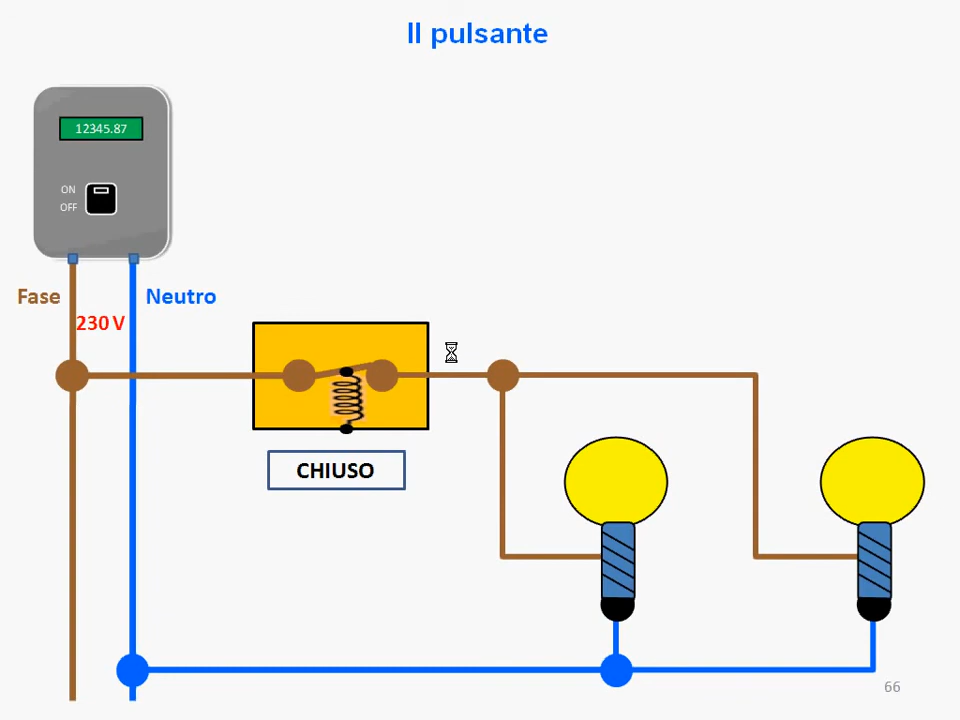 Il pulsante
12345.87
ON
OFF
Fase
Neutro
230 V
CHIUSO
66